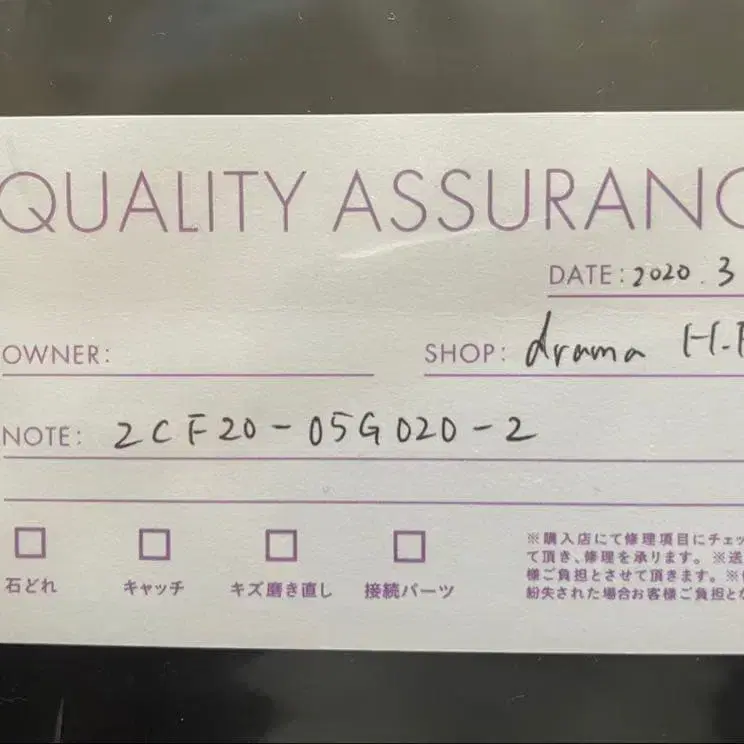 QUALITY ASSURANC
DATE: 2020.3
OWNER:
SHOP: drama H.
NOTE: 2CF20-05G020-2
石どれ
キャッチ
キズ磨き直し
接続パーツ
※購入店にて修理項目にチェッ
て頂き、修理を承ります。※送
様ご負担とさせて頂きます。※
紛失された場合お客様ご負担とな